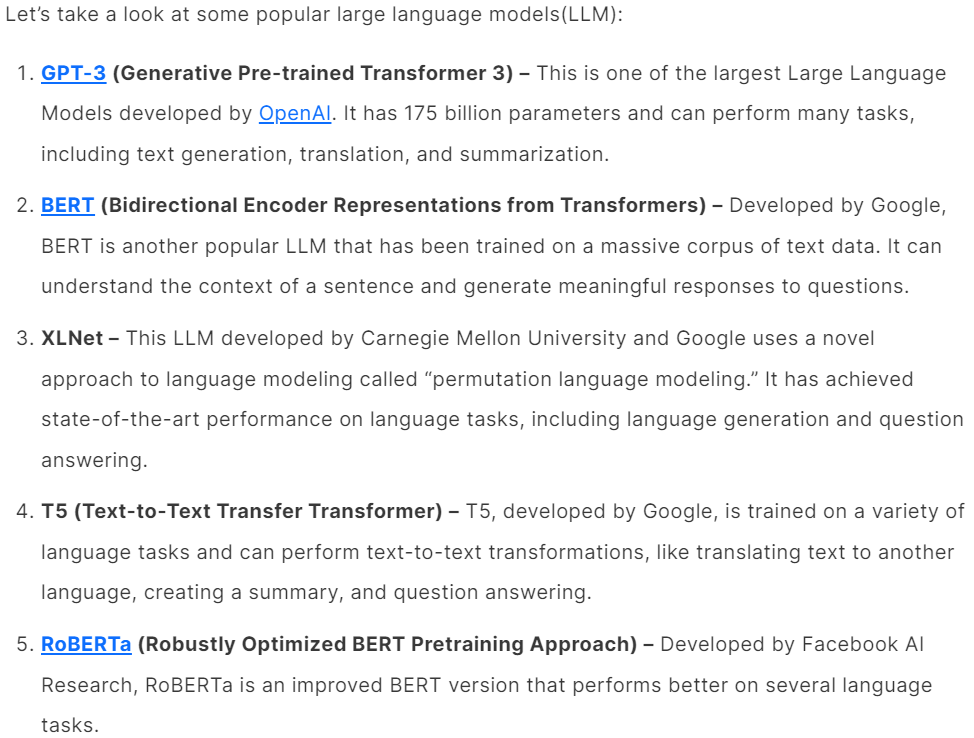 Let's take a look at some popular large language models(LLM):
1. GPT-3 (Generative Pre-trained Transformer 3) – This is one of the largest Large Language
Models developed by OpenAI. It has 175 billion parameters and can perform many tasks,
including text generation, translation, and summarization.
2. BERT (Bidirectional Encoder Representations from Transformers) – Developed by Google,
BERT is another popular LLM that has been trained on a massive corpus of text data. It can
understand the context of a sentence and generate meaningful responses to questions.
3. XLNet – This LLM developed by Carnegie Mellon University and Google uses a novel
approach to language modeling called “permutation language modeling.” It has achieved
state-of-the-art performance on language tasks, including language generation and question
answering.
4. T5 (Text-to-Text Transfer Transformer) – T5, developed by Google, is trained on a variety of
language tasks and can perform text-to-text transformations, like translating text to another
language, creating a summary, and question answering.
5. RoBERTa (Robustly Optimized BERT Pretraining Approach) – Developed by Facebook AI
Research, RoBERTa is an improved BERT version that performs better on several language
tasks.